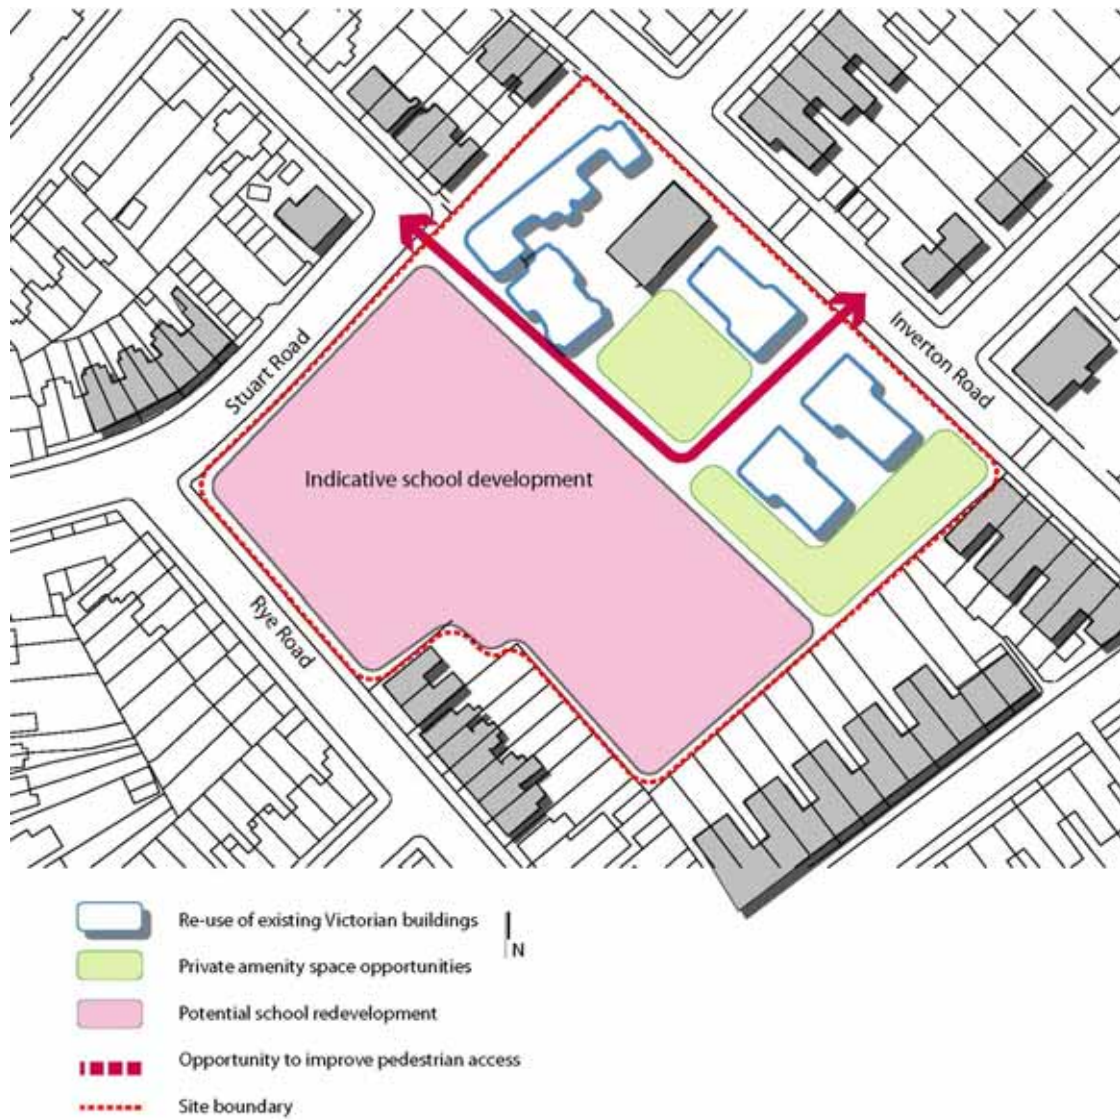 Stuart Road
Inverton Road
Indicative school development
Rye Road
Re-use of existing Victorian buildings
N
Private amenity space opportunities
Potential school redevelopment
Opportunity to improve pedestrian access
Site boundary